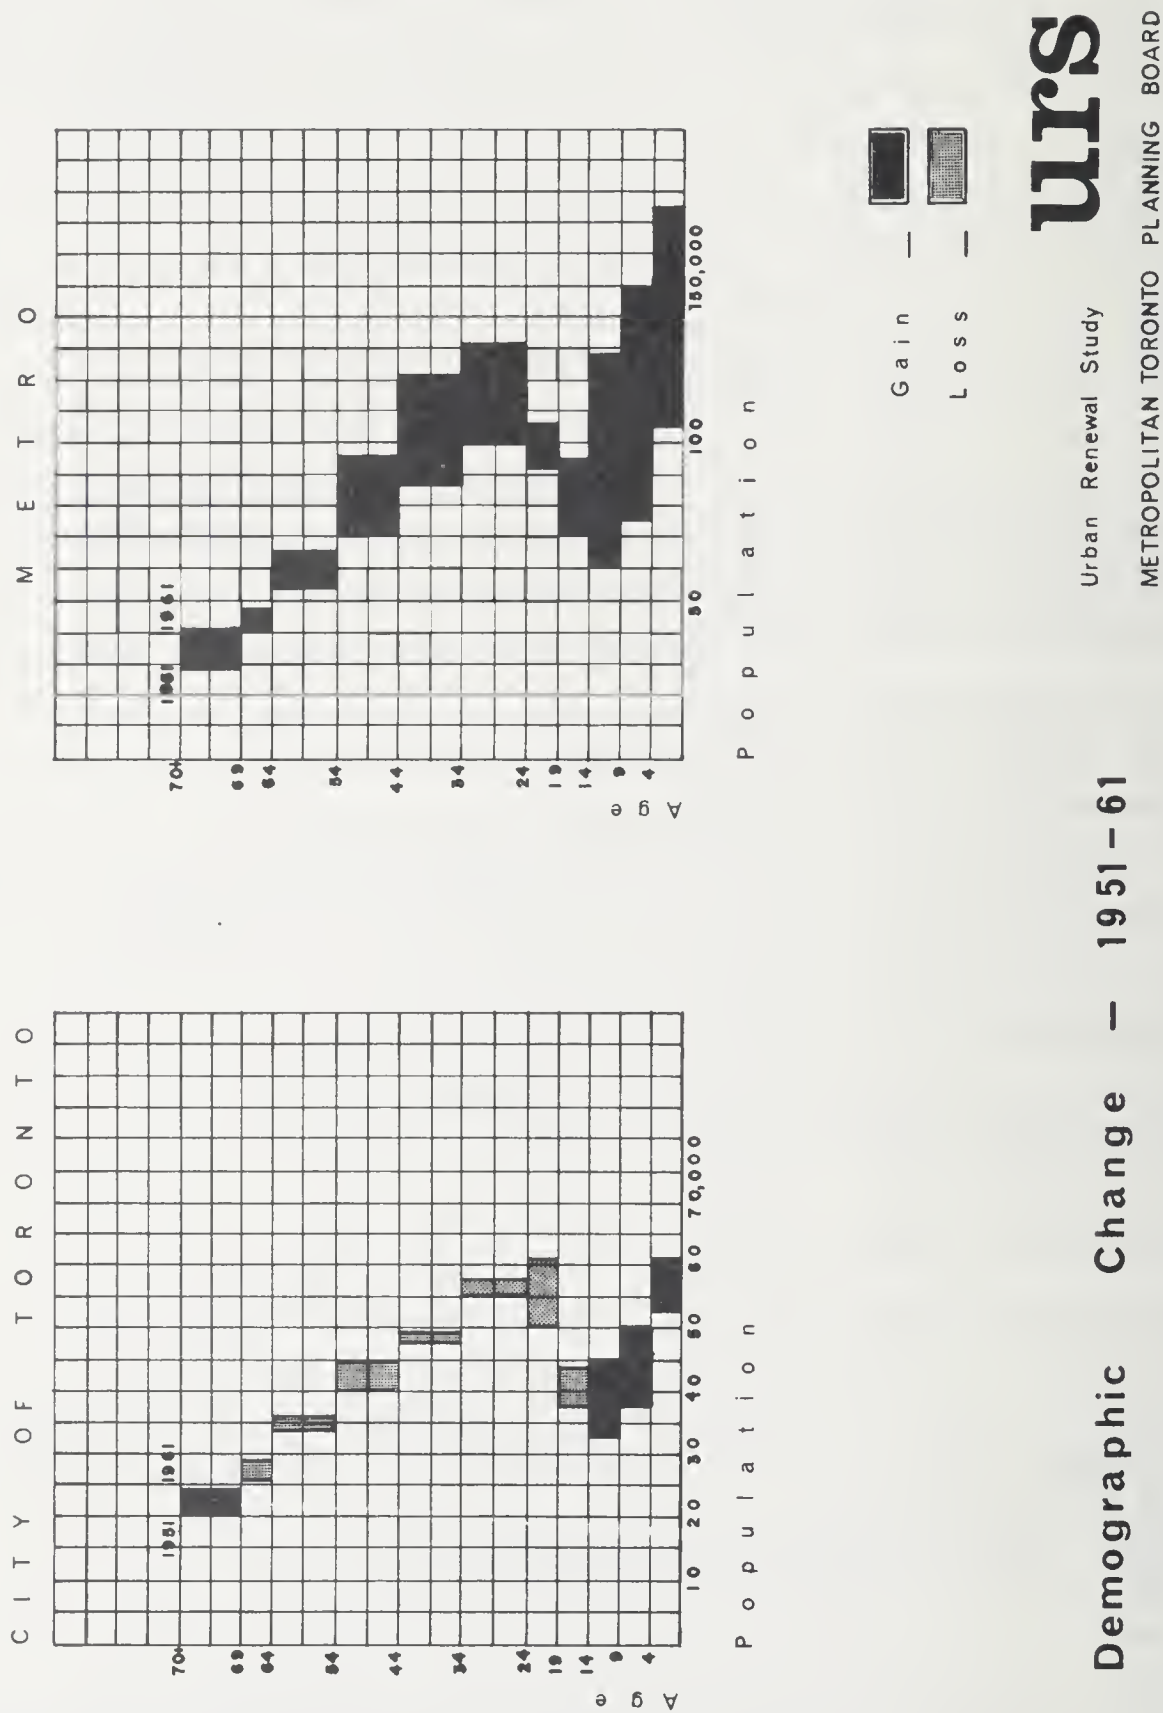 CITY OF TORONTO
1951 1961
70+
69
64
54
44
34
24
19
14
9
4
Age
10 20 30 40 50 60 70,000
Population
METRO
1951 1961
70+
69
64
54
44
34
24
19
14
9
4
Age
50 100 150,000
Population
Gain —
Loss —
Demographic Change — 1951-61
Urban Renewal Study
urs
METROPOLITAN TORONTO PLANNING BOARD